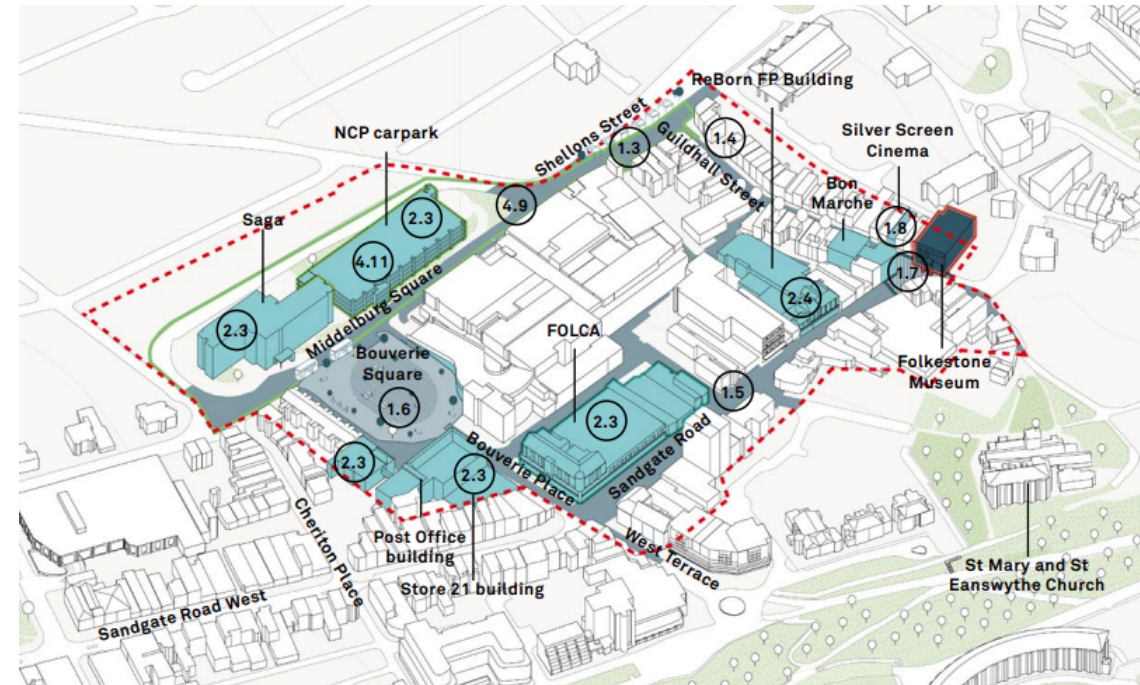 ReBorn FP Building
NCP carpark
Shellons Street
1.3
Guildhall Street
1.4
Silver Screen
Cinema
Bon
Marche
1.8
4.9
2.3
Saga
4.11
1.7
2.4
2.3
Middelburg Square
FOLCA
Folkestone
Museum
Bouverie
Square
1.6
1.5
2.3
Sandgate Road
2.3
2.3
Bouverie Place
Cheriton Place
Post Office
building
West Terrace
Store 21 building
St Mary and St
Eanswythe Church
Sandgate Road West